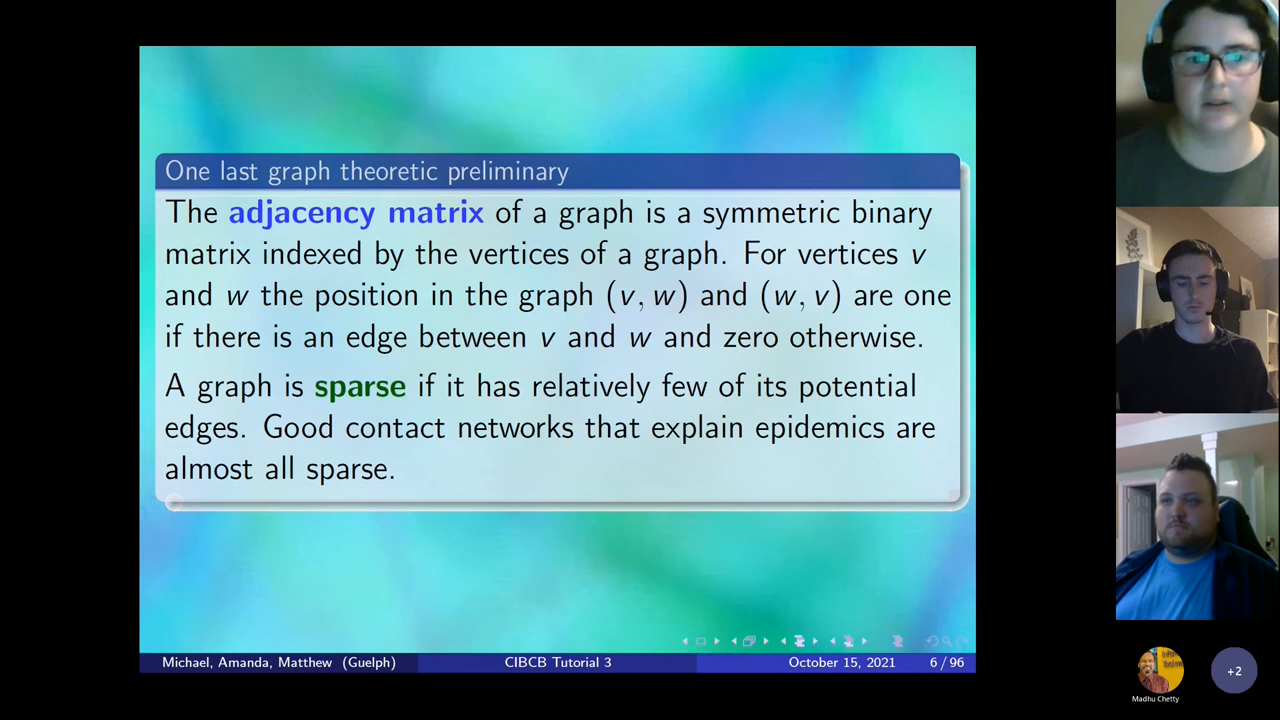 One last graph theoretic preliminary
The adjacency matrix of a graph is a symmetric binary
matrix indexed by the vertices of a graph. For vertices v
and w the position in the graph (v, w) and (w, v) are one
if there is an edge between v and w and zero otherwise.
A graph is sparse if it has relatively few of its potential
edges. Good contact networks that explain epidemics are
almost all sparse.
Michael, Amanda, Matthew (Guelph)
CIBCB Tutorial 3
October 15, 2021
6 / 96
Madhu Chetty
+2